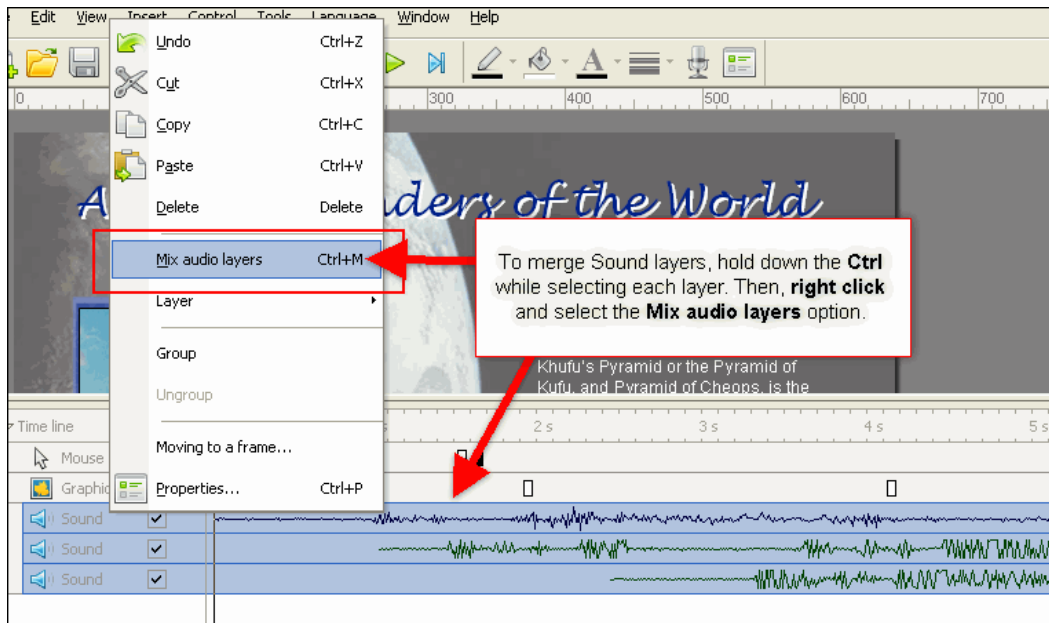 Edit View Insert Control Tools Language Window Help
Undo Ctrl+Z
Cut Ctrl+X
Copy Ctrl+C
Paste Ctrl+V
Delete Delete
Mix audio layers Ctrl+M
Layer
Group
Ungroup
Moving to a frame...
Properties... Ctrl+P
0 300 400 500 600 700
A
ders of the World
To merge Sound layers, hold down the Ctrl
while selecting each layer. Then, right click
and select the Mix audio layers option.
Khufu's Pyramid or the Pyramid of
Kufu, and Pyramid of Cheops, is the
Time line 2 s 3 s 4 s 5 s
Mouse
Graphic
Sound
Sound
Sound